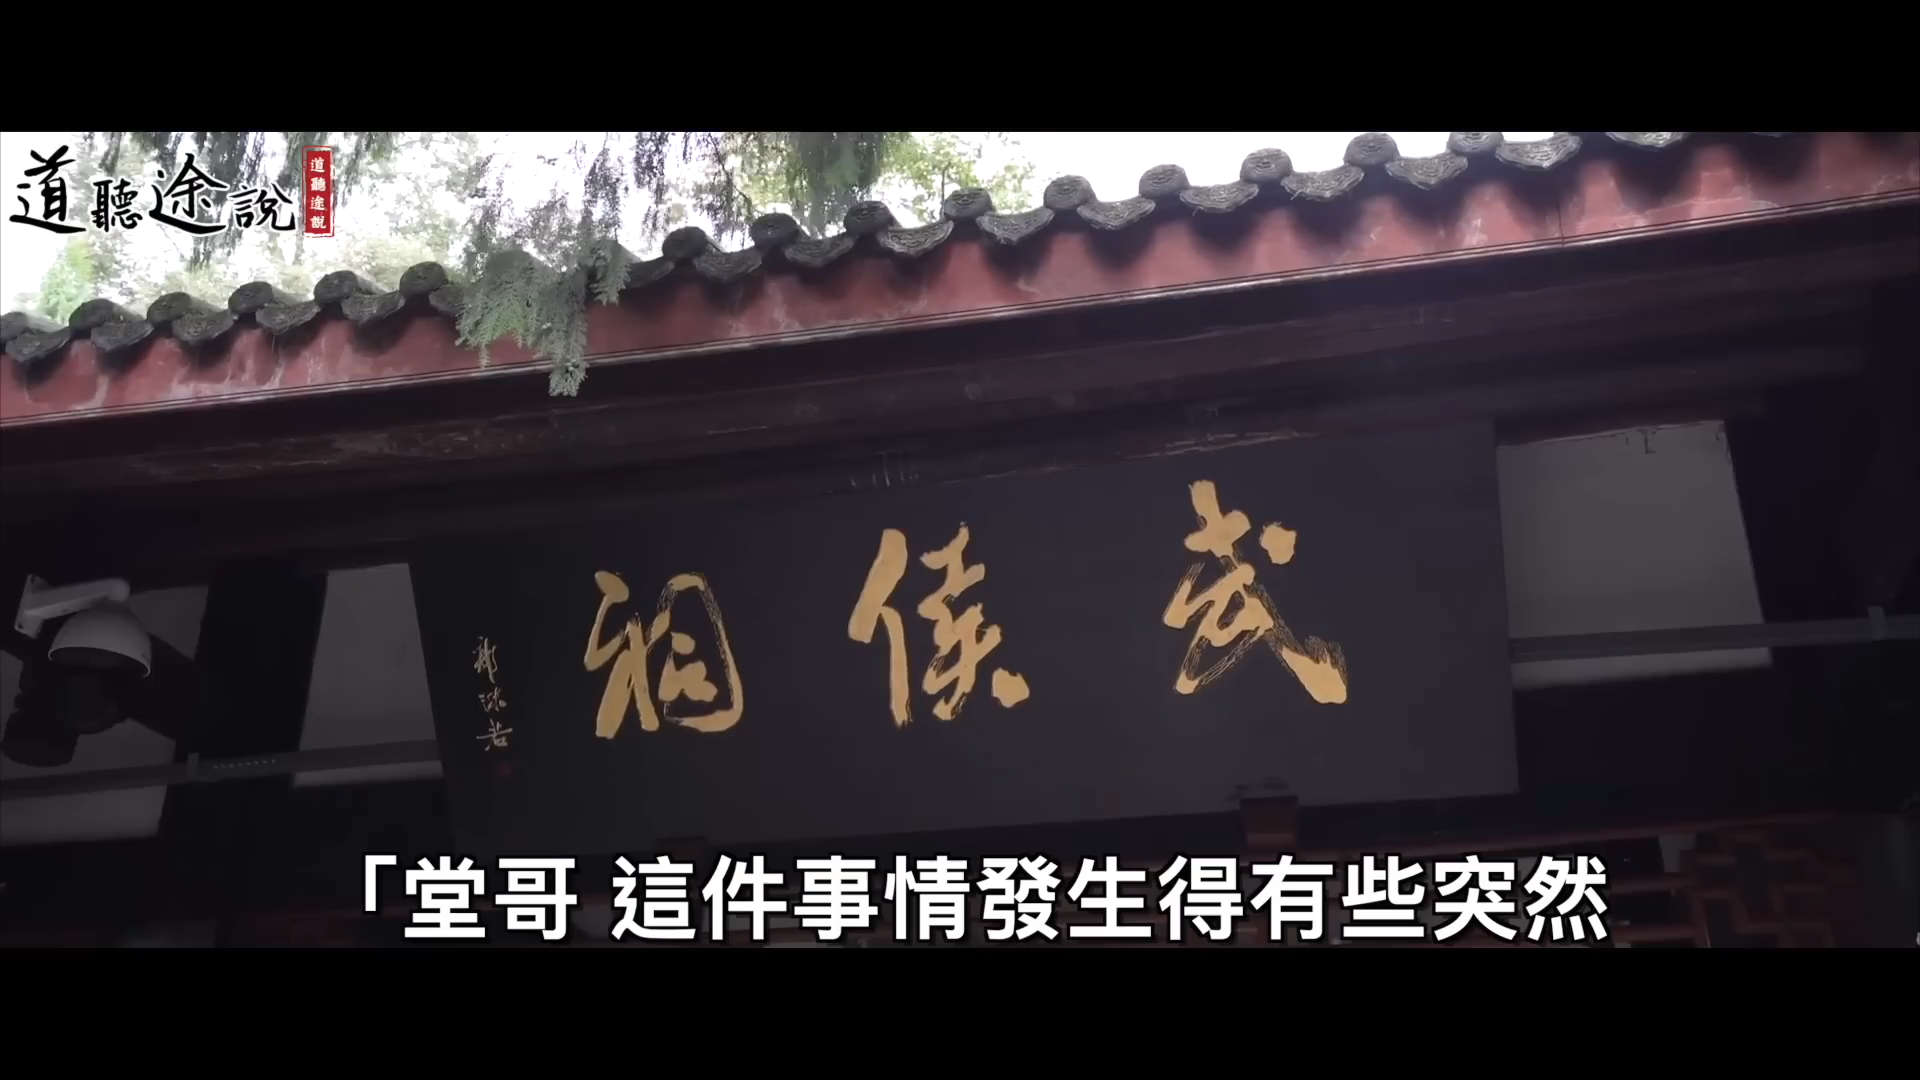 道聽途說
道聽途說
武侯祠
郭沫若
「堂哥 這件事情發生得有些突然